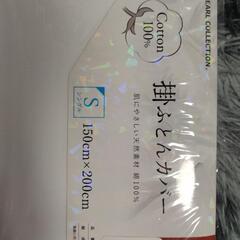 EARL COLLECTION.
Cotton
100%
掛ふとんカバー
肌にやさしい天然素材 綿100%
S
シングル
150cm×200cm